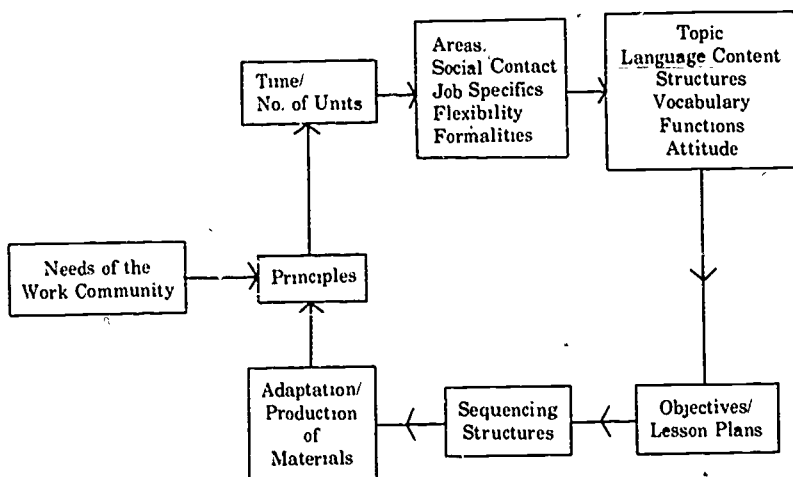 Time/
No. of Units
Areas.
Social Contact
Job Specifics
Flexibility
Formalities
Topic
Language Content
Structures
Vocabulary
Functions
Attitude
Needs of the
Work Community
Principles
Adaptation/
Production
of
Materials
Sequencing
Structures
Objectives/
Lesson Plans